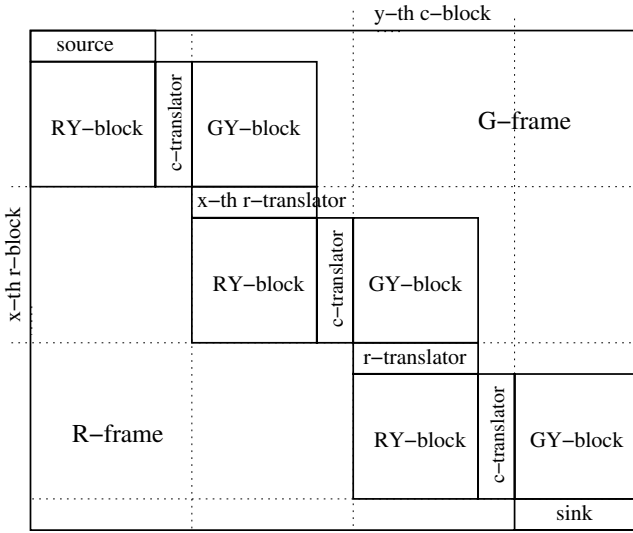 y−th c−block
source
RY−block
c−translator
GY−block
G−frame
x−th r−block
x−th r−translator
RY−block
c−translator
GY−block
r−translator
R−frame
RY−block
c−translator
GY−block
sink